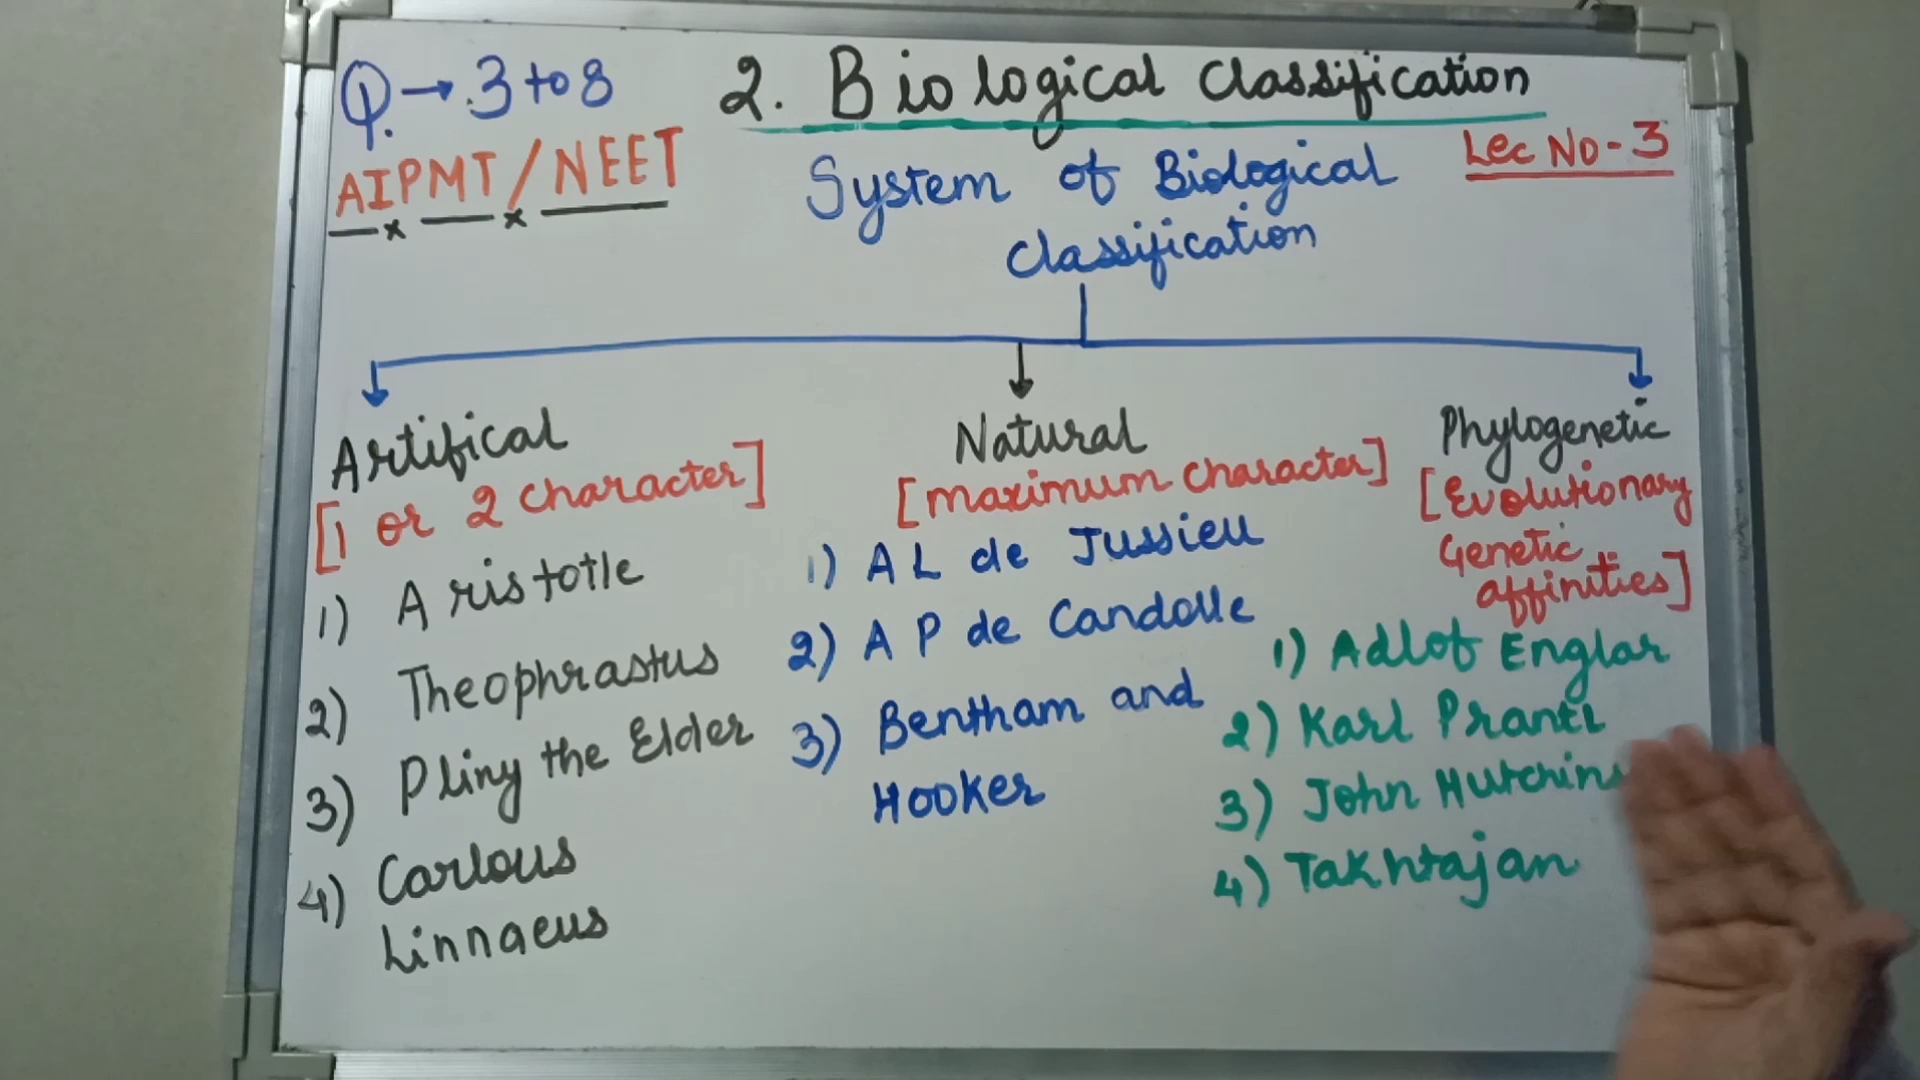 Q. → 3 to 8
2. Biological Classification
AIPMT/NEET
Lec No - 3
System of Biological
Classification
Artifical
[1 or 2 character]
1) Aristotle
2) Theophrastus
3) Pliny the Elder
4) Carlous
Linnaeus
Natural
[maximum character]
1) A L de Jussieu
2) A P de Candolle
3) Bentham and
Hooker
Phylogenetic
[Evolutionary
Genetic
affinities]
1) Adlof Englar
2) Karl Prantl
3) John Hutchins
4) Takhtajan